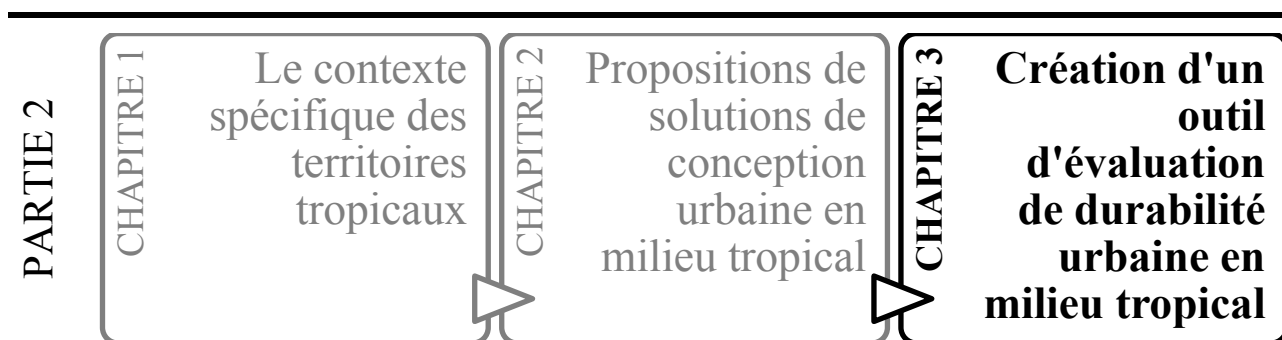 PARTIE 2
CHAPITRE 1
Le contexte
spécifique des
territoires
tropicaux
CHAPITRE 2
Propositions de
solutions de
conception
urbaine en
milieu tropical
CHAPITRE 3
Création d'un
outil
d'évaluation
de durabilité
urbaine en
milieu tropical